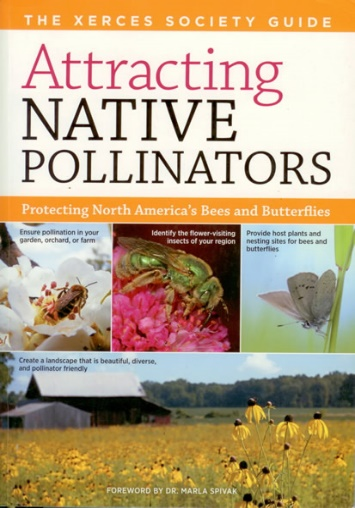 THE XERCES SOCIETY GUIDE
Attracting
NATIVE
POLLINATORS
Protecting North America's Bees and Butterflies
Ensure pollination in your
garden, orchard, or farm
Identify the flower-visiting
insects of your region
Provide host plants and
nesting sites for bees and
butterflies
Create a landscape that is beautiful, diverse,
and pollinator friendly
FOREWORD BY DR. MARLA SPIVAK